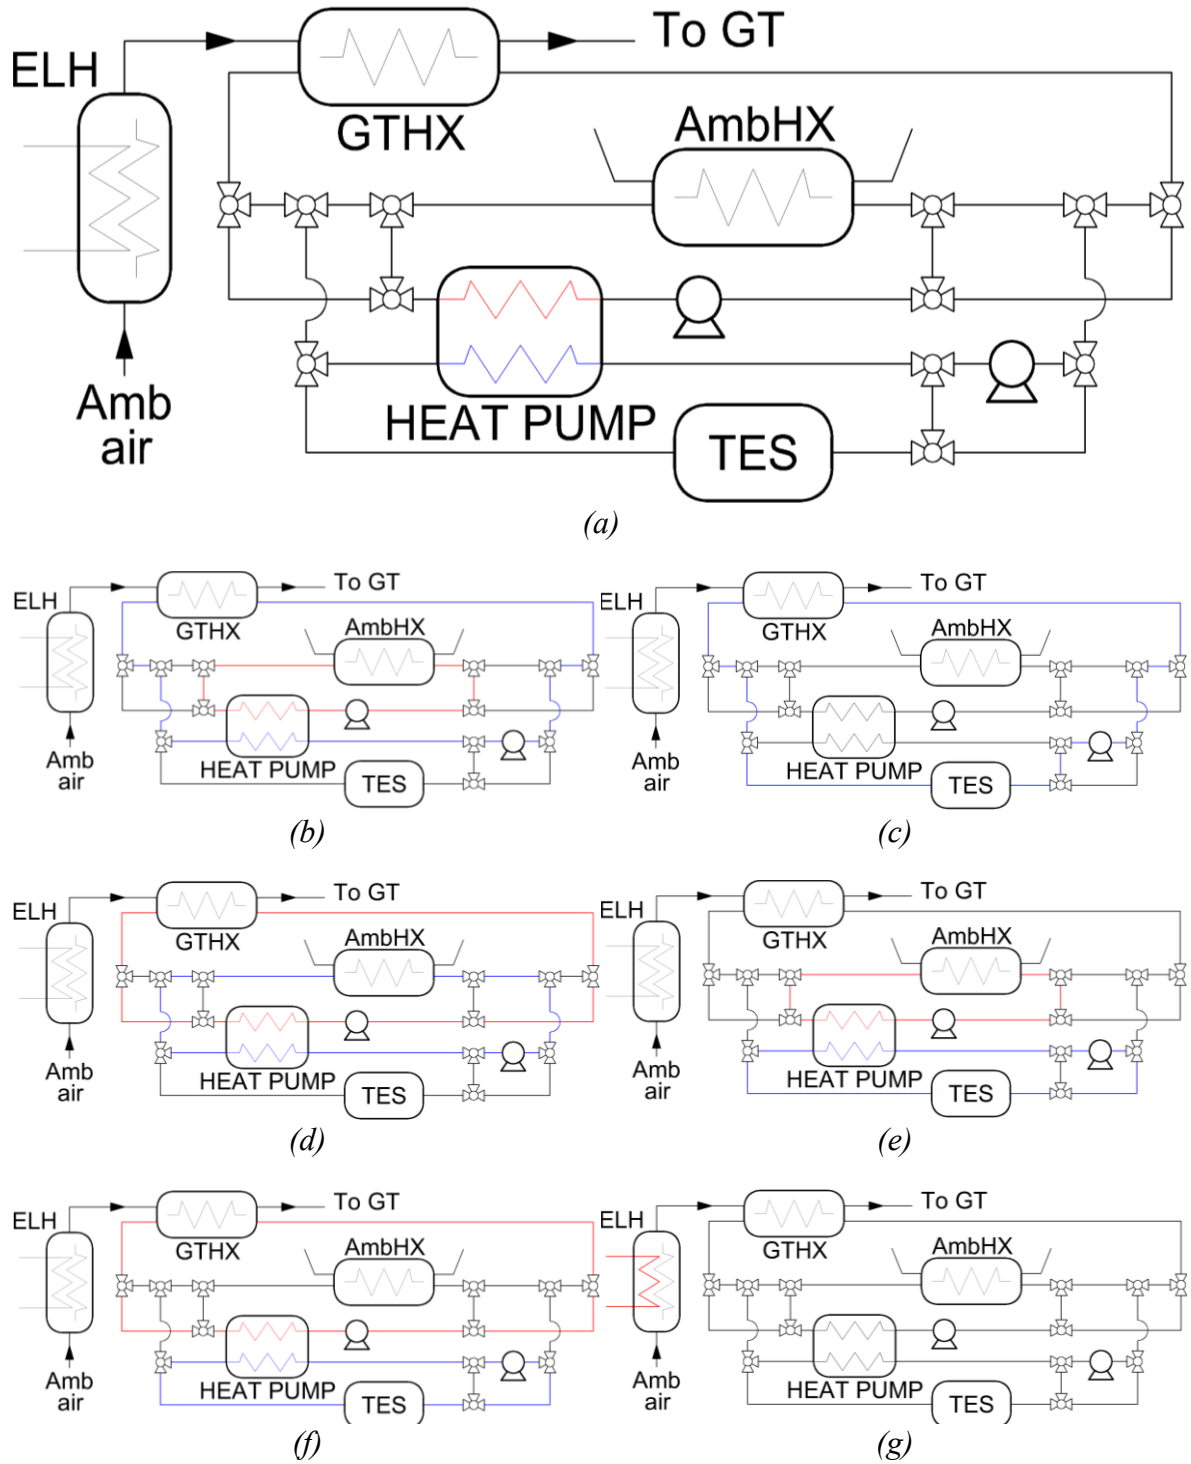 To GT
ELH
GTHX
AmbHX
HEAT PUMP
Amb
air
TES
(a)
To GT
ELH
GTHX
AmbHX
HEAT PUMP
Amb
air
TES
(b)
To GT
ELH
GTHX
AmbHX
HEAT PUMP
Amb
air
TES
(c)
To GT
ELH
GTHX
AmbHX
HEAT PUMP
Amb
air
TES
(d)
To GT
ELH
GTHX
AmbHX
HEAT PUMP
Amb
air
TES
(e)
To GT
ELH
GTHX
AmbHX
HEAT PUMP
Amb
air
TES
(f)
To GT
ELH
GTHX
AmbHX
HEAT PUMP
Amb
air
TES
(g)